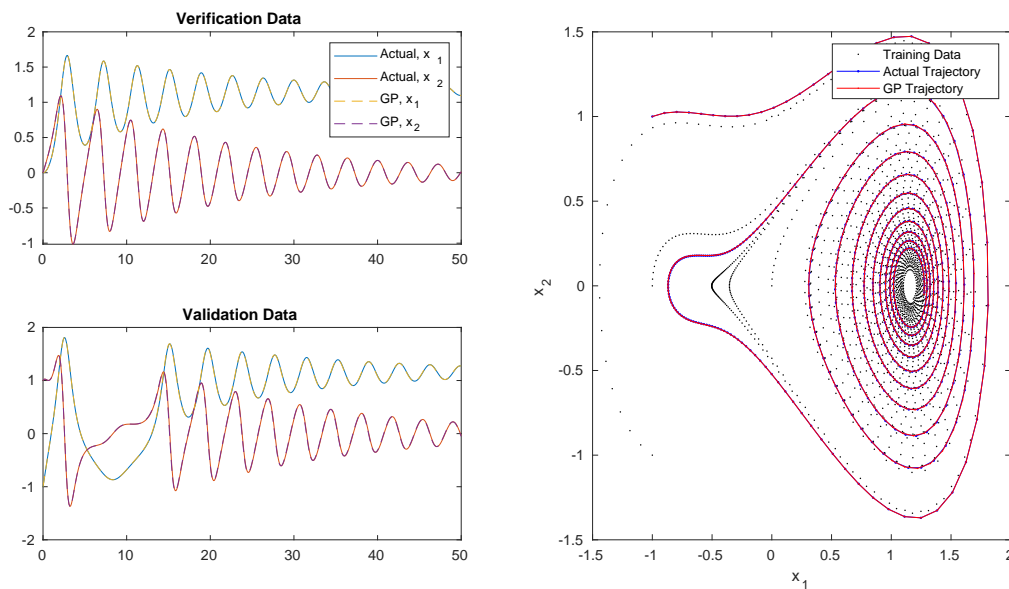 Verification Data
2
1.5
1
0.5
0
-0.5
-1
0 10 20 30 40 50
Actual, x 1
Actual, x 2
GP, x1
GP, x2
Validation Data
2
1
0
-1
-2
0 10 20 30 40 50
1.5
1
0.5
0
-0.5
-1
-1.5
x2
-1.5 -1 -0.5 0 0.5 1 1.5 2
x1
Training Data
Actual Trajectory
GP Trajectory